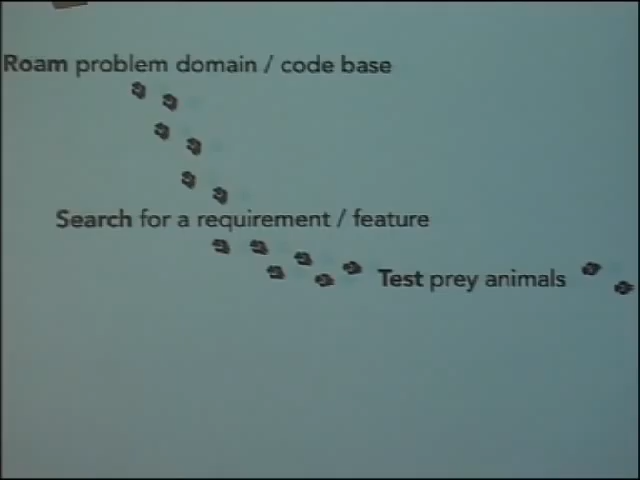 Roam problem domain / code base
Search for a requirement / feature
Test prey animals